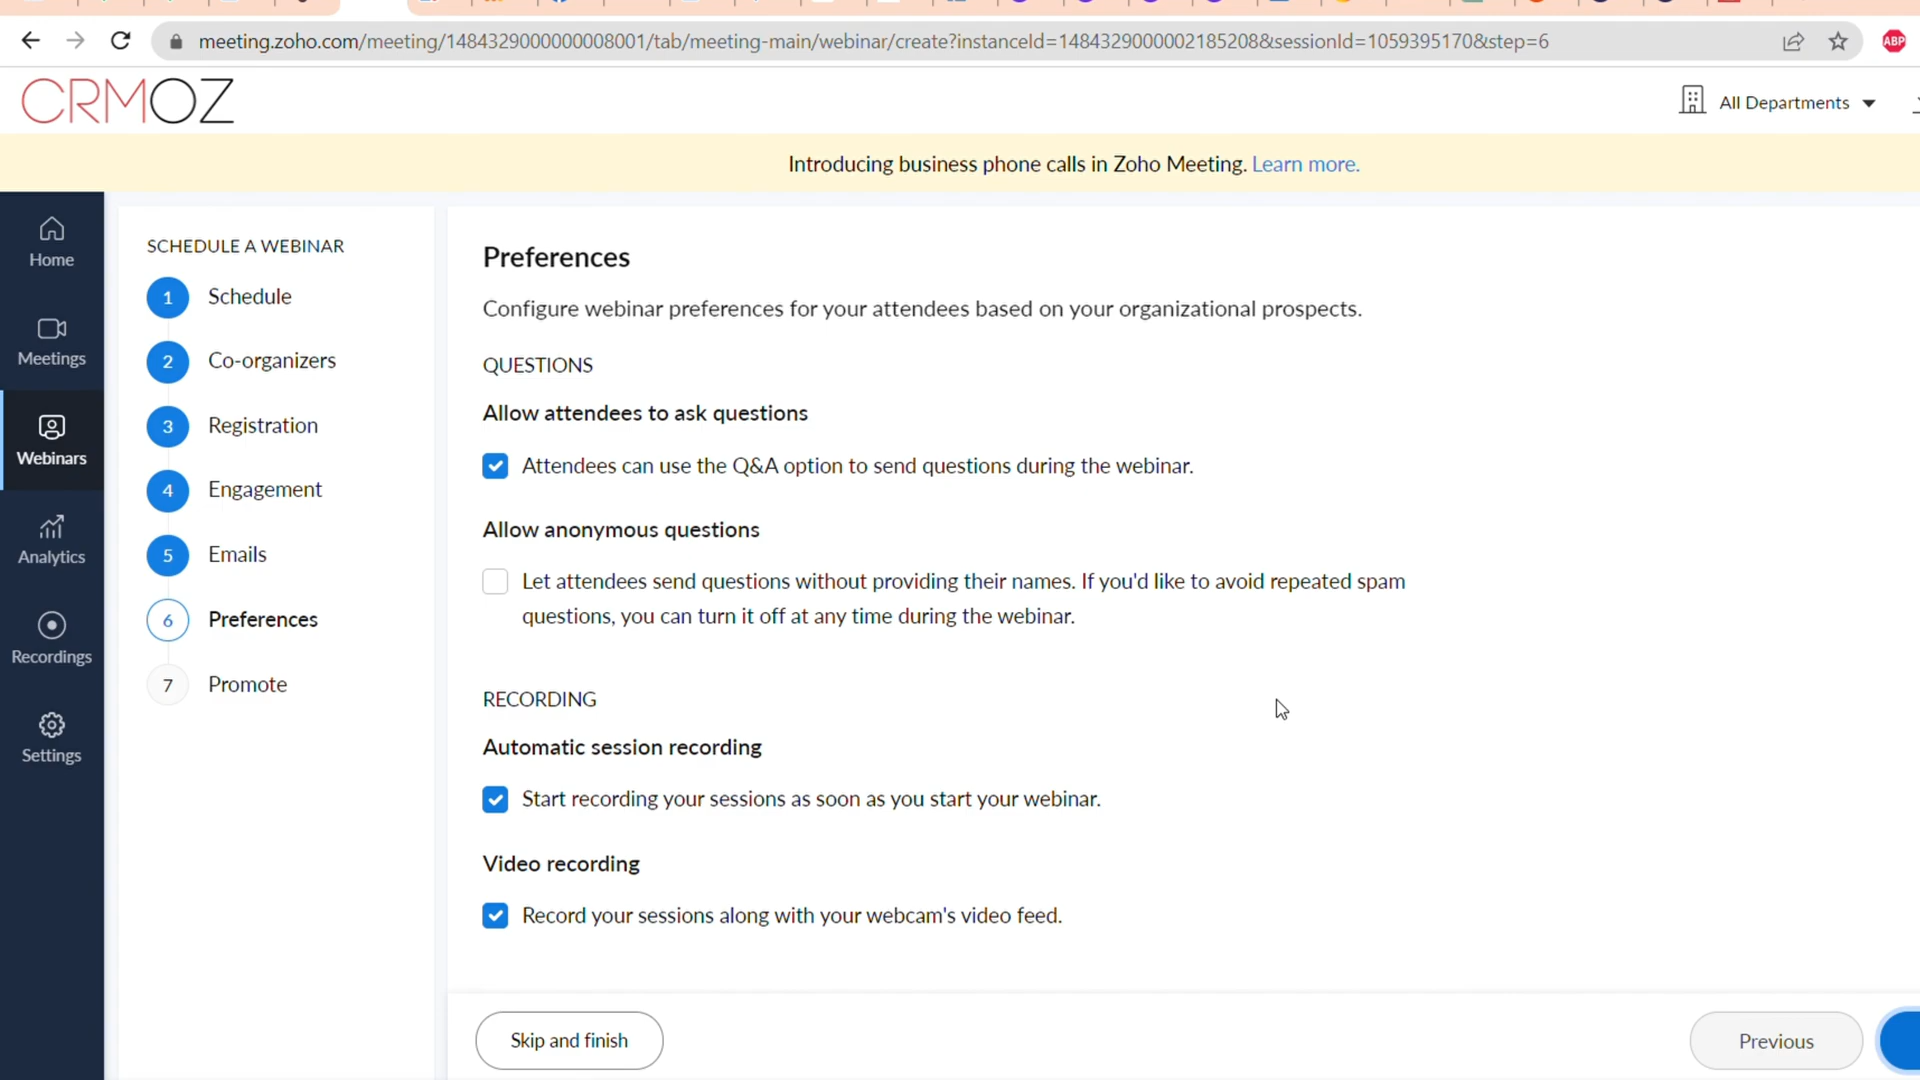 meeting.zoho.com/meeting/1484329000000008001/tab/meeting-main/webinar/create?instanceId=1484329000002185208&sessionId=1059395170&step=6
ABP
CRMOZ
All Departments
Introducing business phone calls in Zoho Meeting. Learn more.
Home
Meetings
Webinars
Analytics
Recordings
Settings
SCHEDULE A WEBINAR
1 Schedule
2 Co-organizers
3 Registration
4 Engagement
5 Emails
6 Preferences
7 Promote
Preferences
Configure webinar preferences for your attendees based on your organizational prospects.
QUESTIONS
Allow attendees to ask questions
Attendees can use the Q&A option to send questions during the webinar.
Allow anonymous questions
Let attendees send questions without providing their names. If you'd like to avoid repeated spam
questions, you can turn it off at any time during the webinar.
RECORDING
Automatic session recording
Start recording your sessions as soon as you start your webinar.
Video recording
Record your sessions along with your webcam's video feed.
Skip and finish
Previous